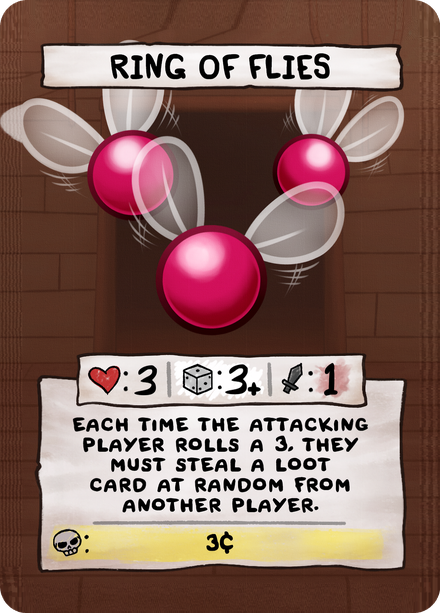 RING OF FLIES
:3 :3+ :1
EACH TIME THE ATTACKING
PLAYER ROLLS A 3, THEY
MUST STEAL A LOOT
CARD AT RANDOM FROM
ANOTHER PLAYER.
: 3¢